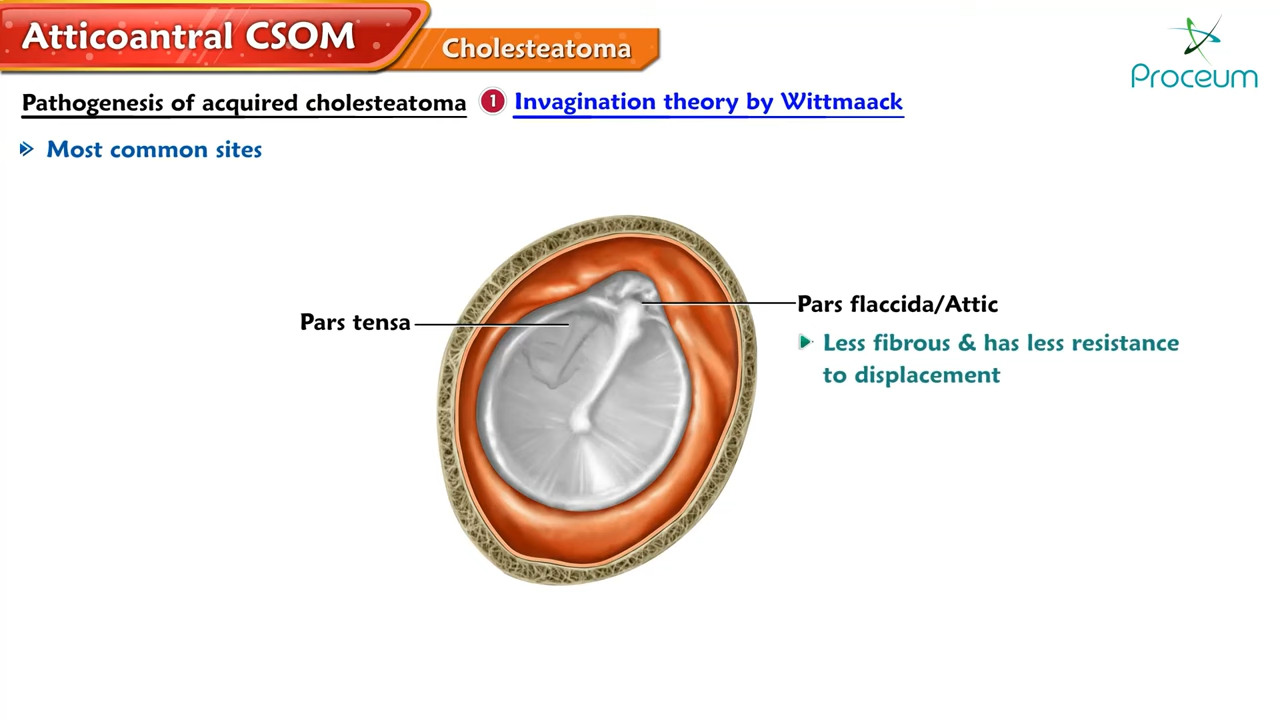 Atticoantral CSOM
Cholesteatoma
Proceum
Pathogenesis of acquired cholesteatoma 1 Invagination theory by Wittmaack
Most common sites
Pars tensa
Pars flaccida/Attic
Less fibrous & has less resistance
to displacement